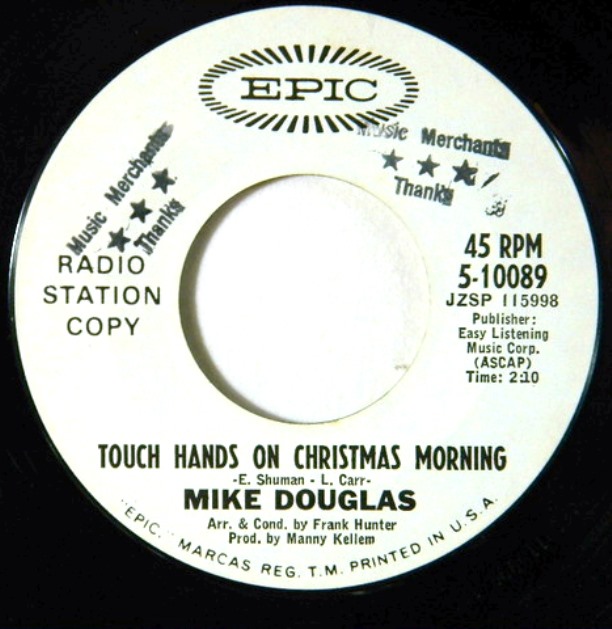 EPIC
Music Merchants
Thanks
Music Merchants
Thanks
RADIO
STATION
COPY
45 RPM
5-10089
JZSP 115998
Publisher:
Easy Listening
Music Corp.
(ASCAP)
Time: 2:10
TOUCH HANDS ON CHRISTMAS MORNING
-E. Shuman - L. Carr-
MIKE DOUGLAS
Arr. & Cond. by Frank Hunter
Prod. by Manny Kellem
"EPIC," MARCAS REG. T.M. PRINTED IN U.S.A.